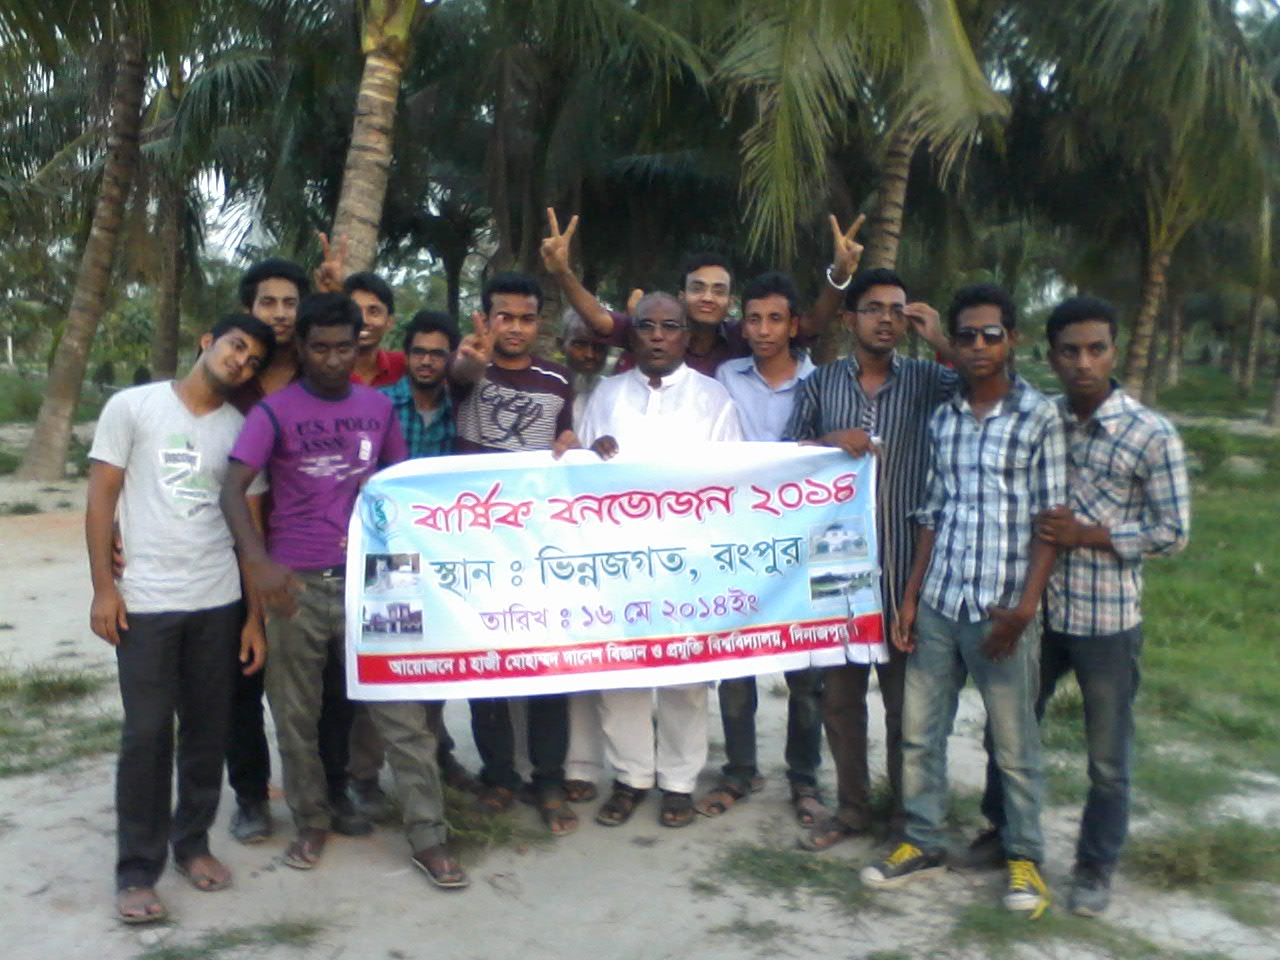 U.S. POLO
ASSN.
বার্ষিক বনভোজন ২০১৪
স্থান : ভিন্নজগত, রংপুর
তারিখ : ১৬ মে ২০১৪ইং
আয়োজনে : হাজী মোহাম্মদ দানেশ বিজ্ঞান ও প্রযুক্তি বিশ্ববিদ্যালয়, দিনাজপুর।